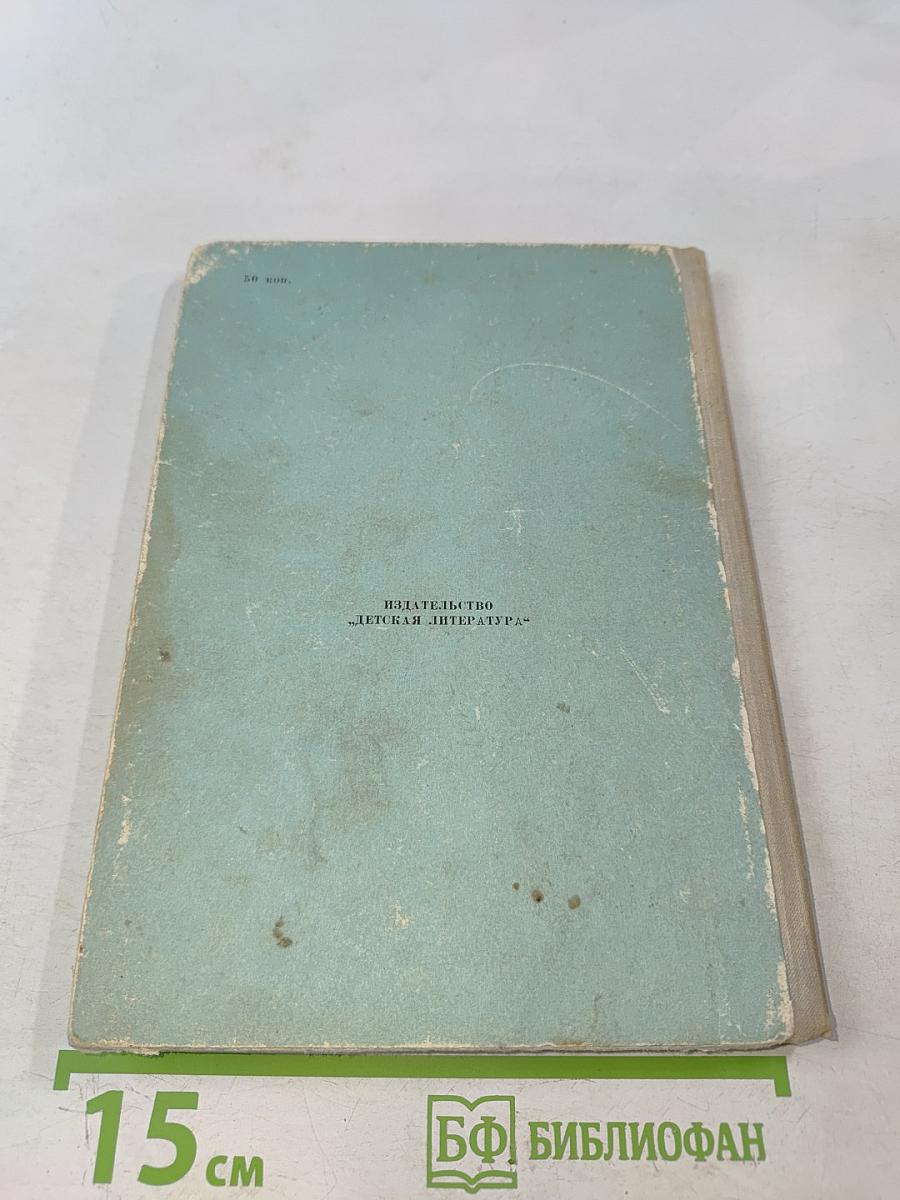 50 коп.
ИЗДАТЕЛЬСТВО
„ДЕТСКАЯ ЛИТЕРАТУРА“
15 см
БФ БИБЛИОФАН